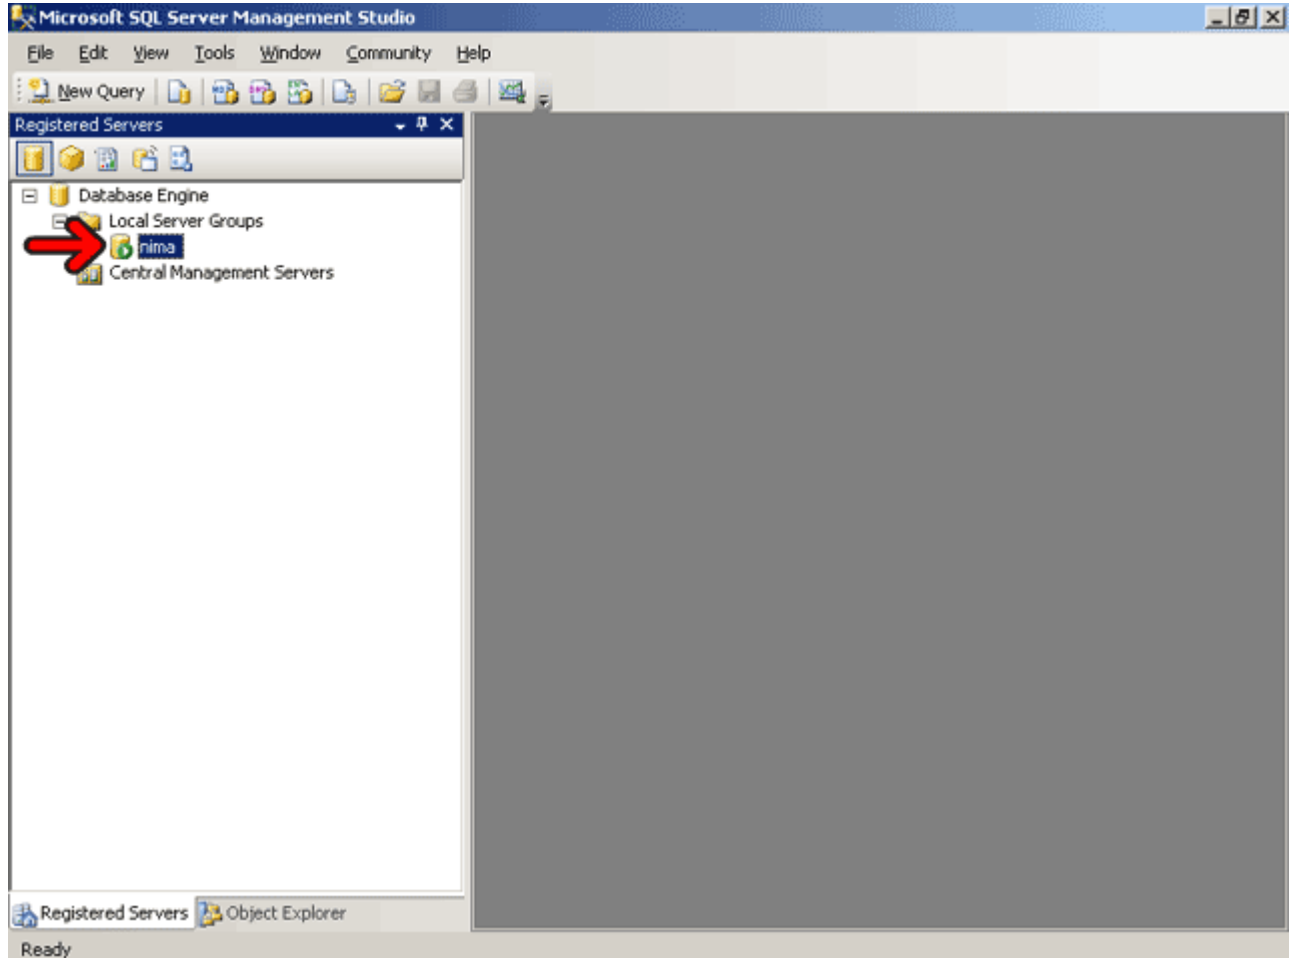 Microsoft SQL Server Management Studio
File Edit View Tools Window Community Help
New Query
Registered Servers
Database Engine
Local Server Groups
nima
Central Management Servers
Registered Servers Object Explorer
Ready